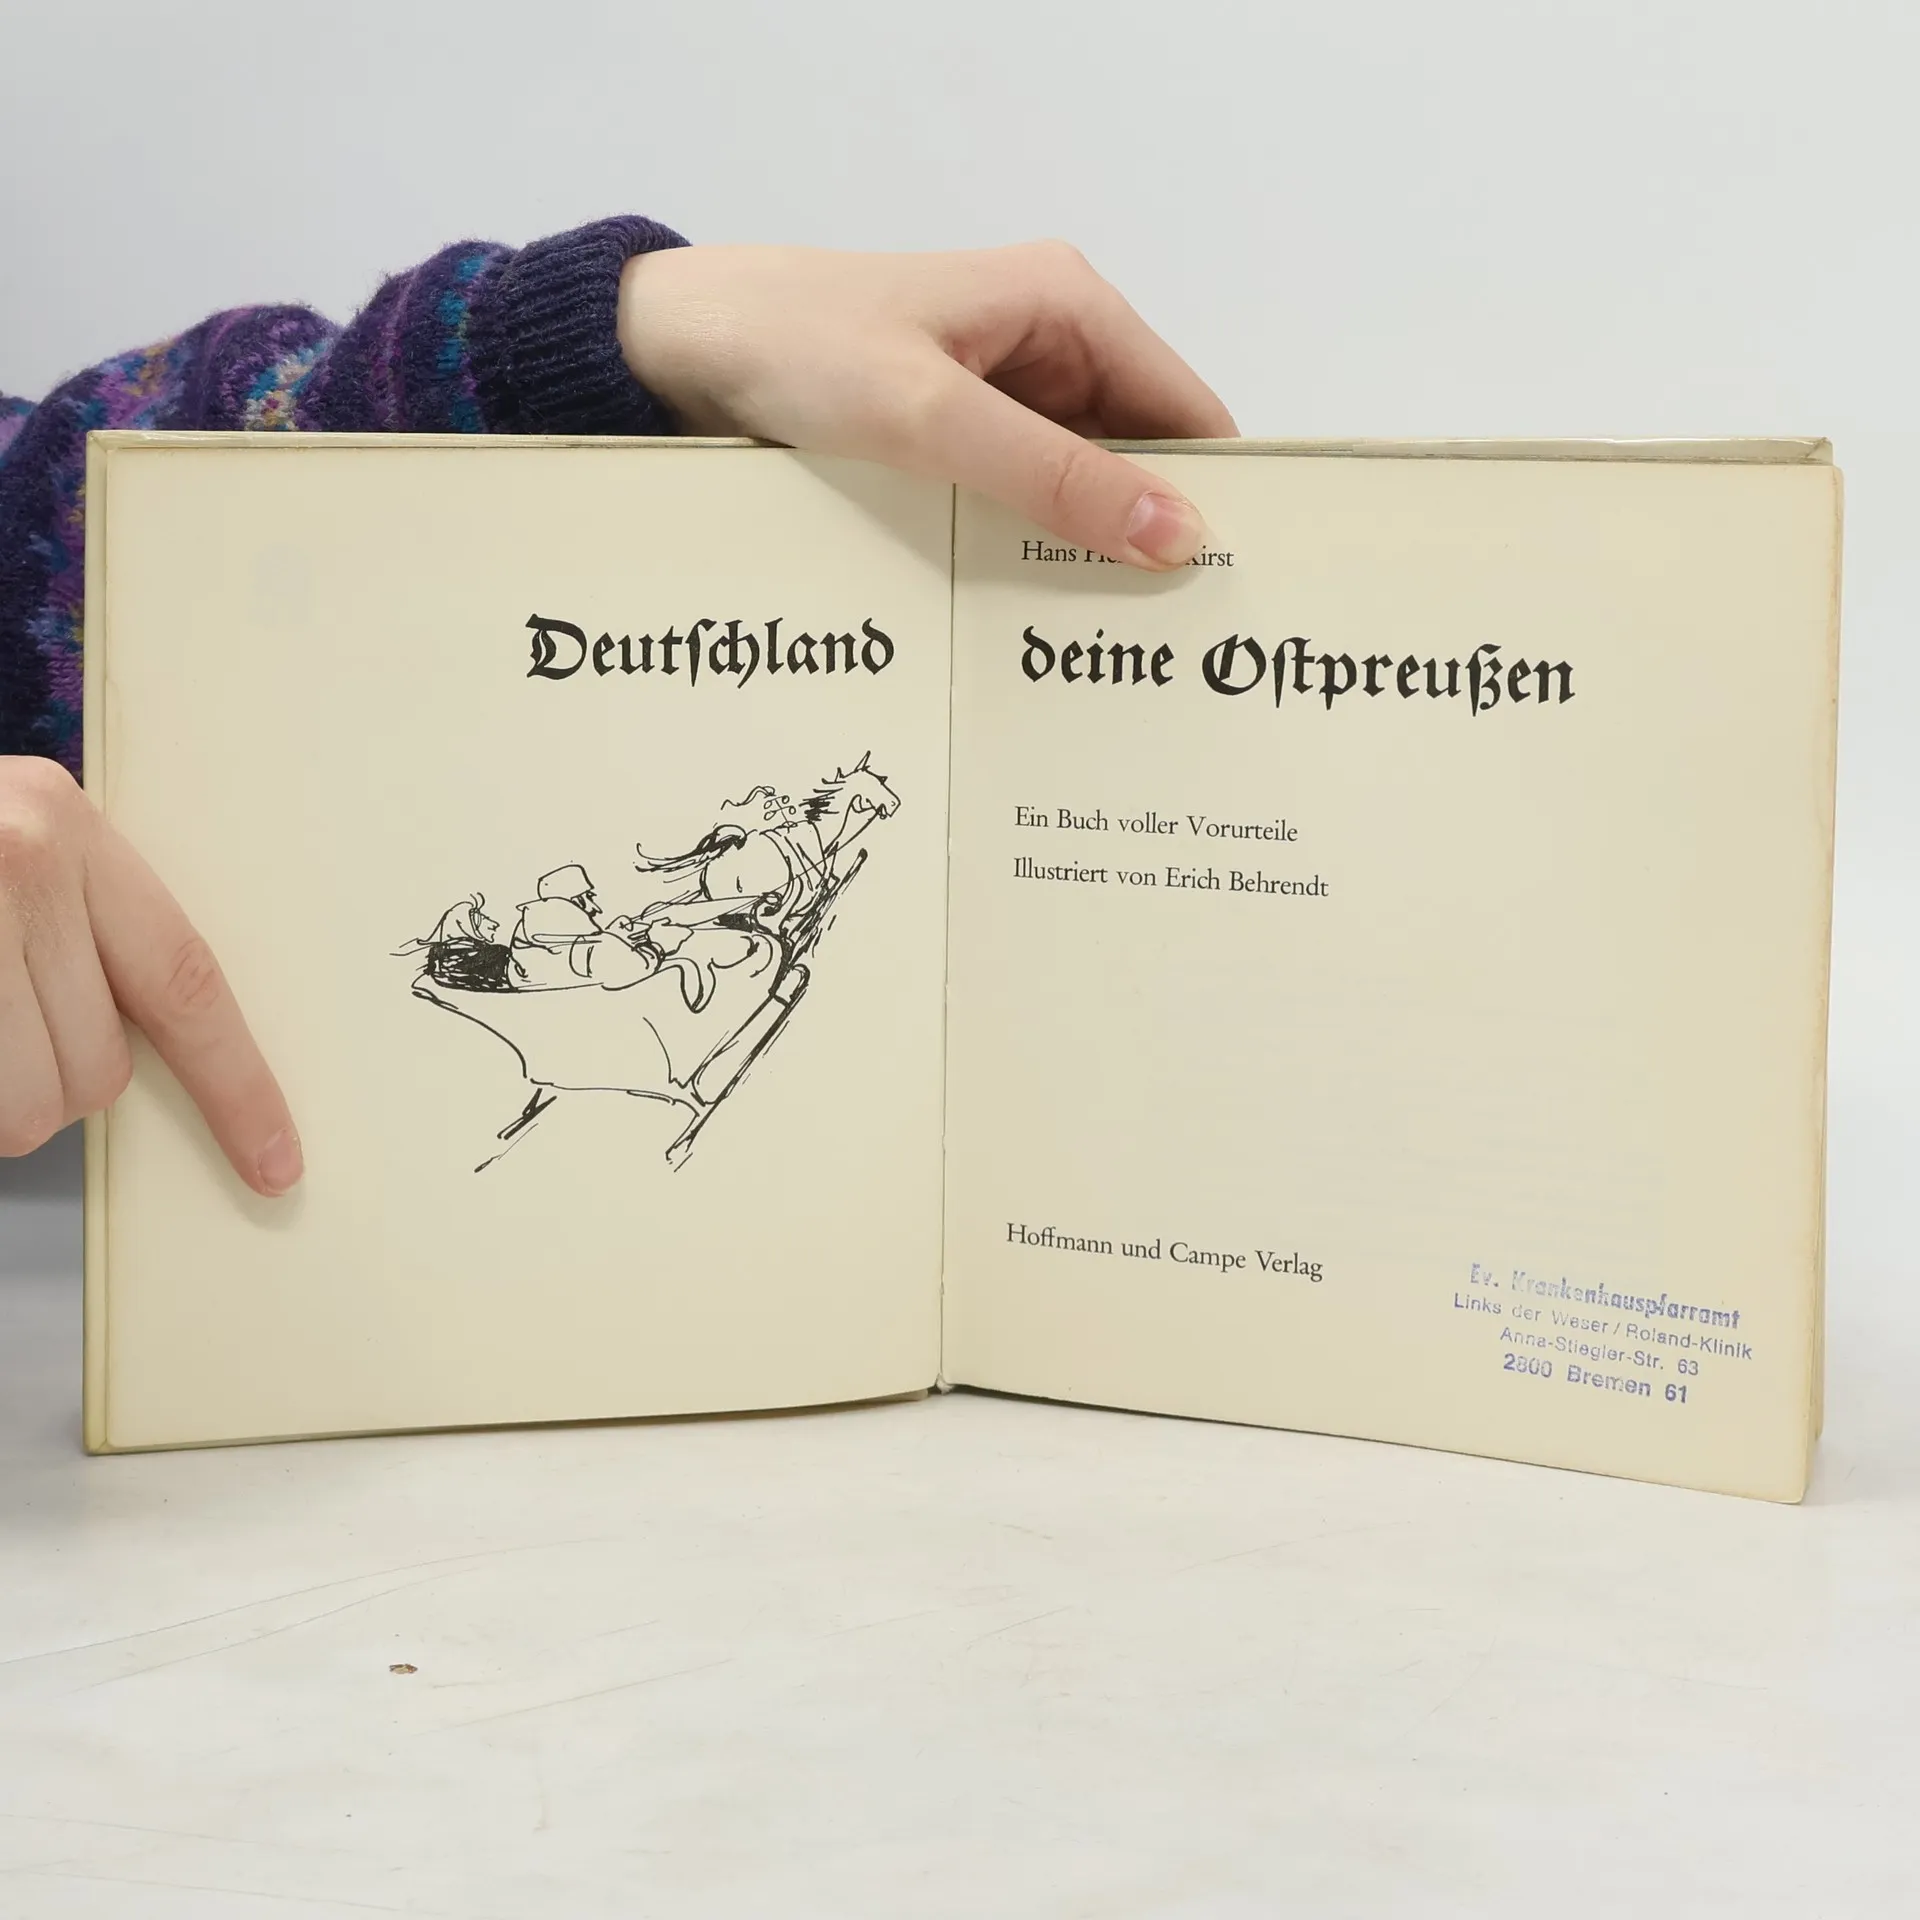 Deutſchland
Hans Kirst
deine Oſtpreußen
Ein Buch voller Vorurteile
Illustriert von Erich Behrendt
Hoffmann und Campe Verlag
Ev. Krankenhauspfarramt
Links der Weser / Roland-Klinik
Anna-Stiegler-Str. 63
2800 Bremen 61